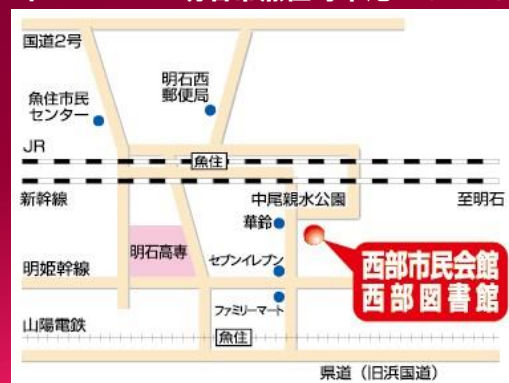 国道2号
明石西
郵便局
魚住市民
センター
JR
魚住
新幹線
中尾親水公園
至明石
華鈴
明石高専
セブンイレブン
西部市民会館
西部図書館
明姫幹線
ファミリーマート
山陽電鉄
魚住
県道（旧浜国道）